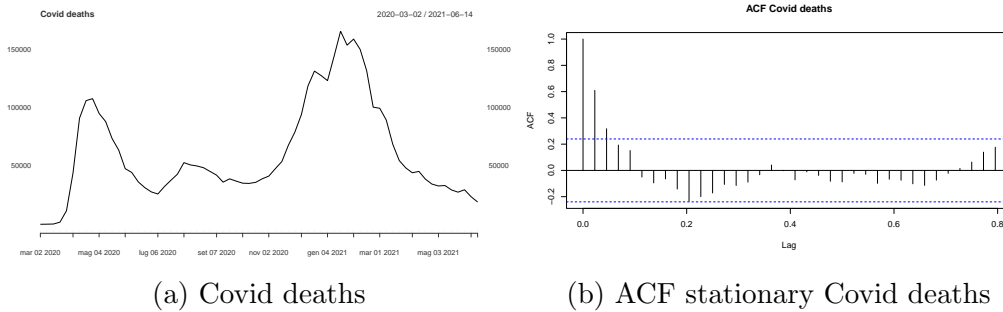 Covid deaths 2020−03−02 / 2021−06−14
150000 150000
100000 100000
50000 50000
mar 02 2020 mag 04 2020 lug 06 2020 set 07 2020 nov 02 2020 gen 04 2021 mar 01 2021 mag 03 2021
(a) Covid deaths
ACF Covid deaths
ACF
1.0
0.8
0.6
0.4
0.2
0.0
−0.2
0.0 0.2 0.4 0.6 0.8
Lag
(b) ACF stationary Covid deaths